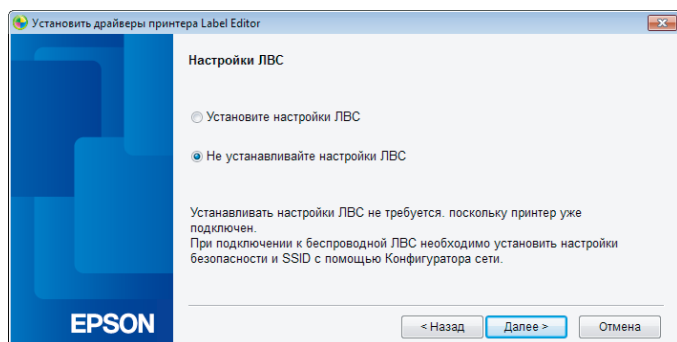 Установить драйверы принтера Label Editor
Настройки ЛВС
Установите настройки ЛВС
Не устанавливайте настройки ЛВС
Устанавливать настройки ЛВС не требуется. поскольку принтер уже
подключен.
При подключении к беспроводной ЛВС необходимо установить настройки
безопасности и SSID с помощью Конфигуратора сети.
EPSON
< Назад
Далее >
Отмена